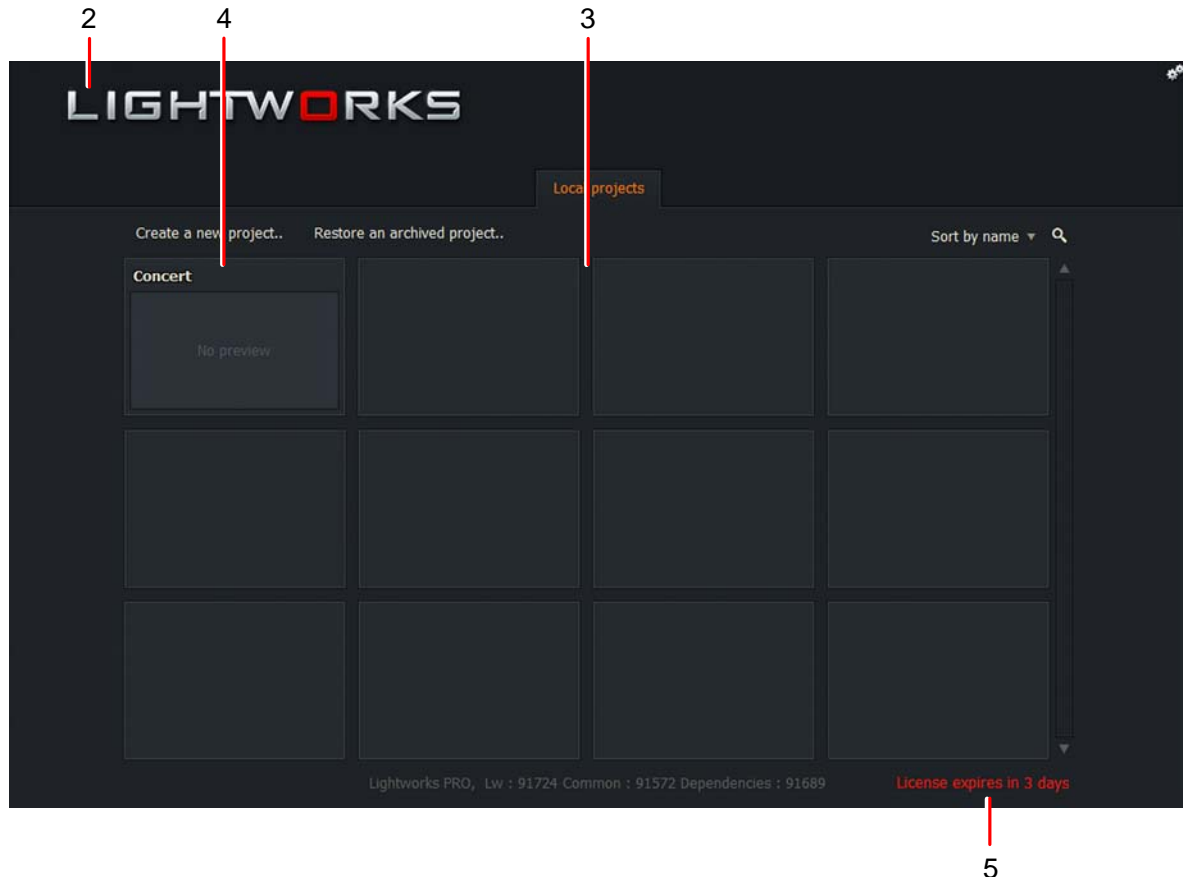 2 4 3
LIGHTWORKS
Local projects
Create a new project.. Restore an archived project.. Sort by name
Concert
No preview
Lightworks PRO, Lw : 91724 Common : 91572 Dependencies : 91689 License expires in 3 days
5